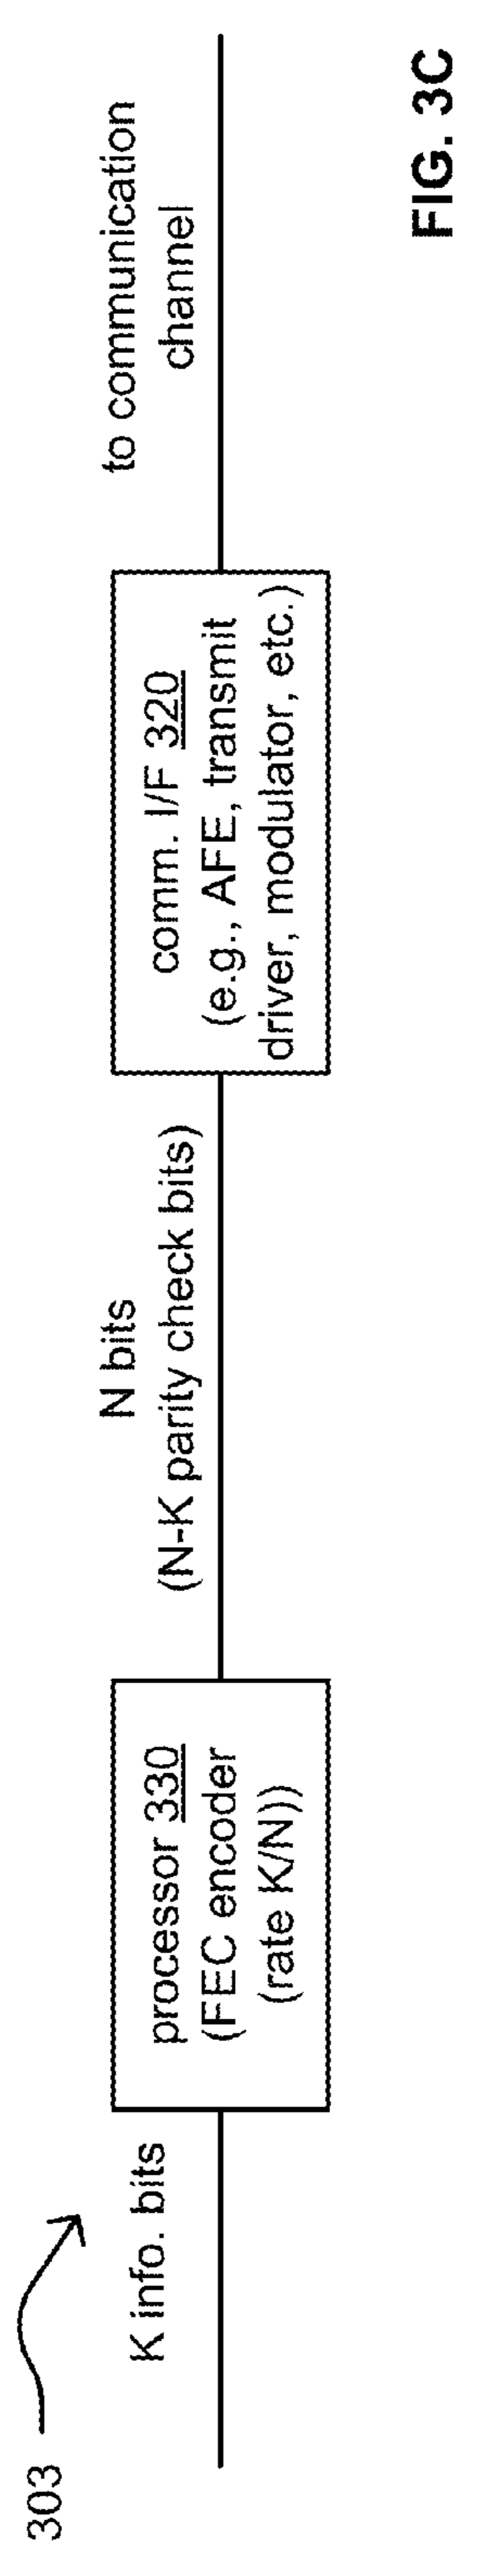 303
K info. bits
processor 330
(FEC encoder
(rate K/N))
N bits
(N-K parity check bits)
comm. I/F 320
(e.g., AFE, transmit
driver, modulator, etc.)
to communication
channel
FIG. 3C